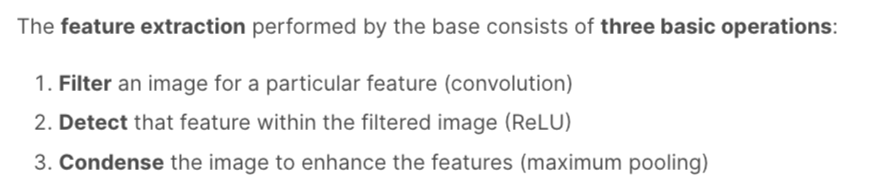 The feature extraction performed by the base consists of three basic operations:
1. Filter an image for a particular feature (convolution)
2. Detect that feature within the filtered image (ReLU)
3. Condense the image to enhance the features (maximum pooling)